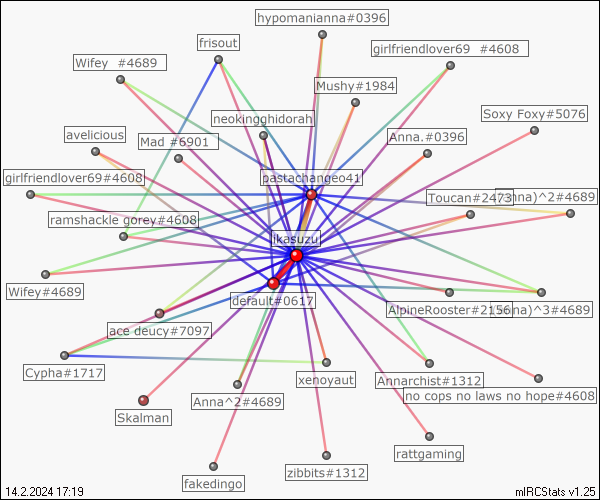 hypomanianna#0396
frisout
girlfriendlover69 #4608
Wifey #4689
Mushy#1984
neokingghidorah
Soxy Foxy#5076
avelicious
Mad #6901
Anna.#0396
pastachangeo41
girlfriendlover69#4608
Toucan#2473
nna)^2#4689
ramshackle gorey#4608
ikasuzu
Wifey#4689
default#0617
AlpineRooster#2156
nna)^3#4689
ace deucy#7097
Cypha#1717
xenoyaut
Annarchist#1312
no cops no laws no hope#4608
Anna^2#4689
Skalman
rattgaming
zibbits#1312
fakedingo
14.2.2024 17:19
mIRCStats v1.25